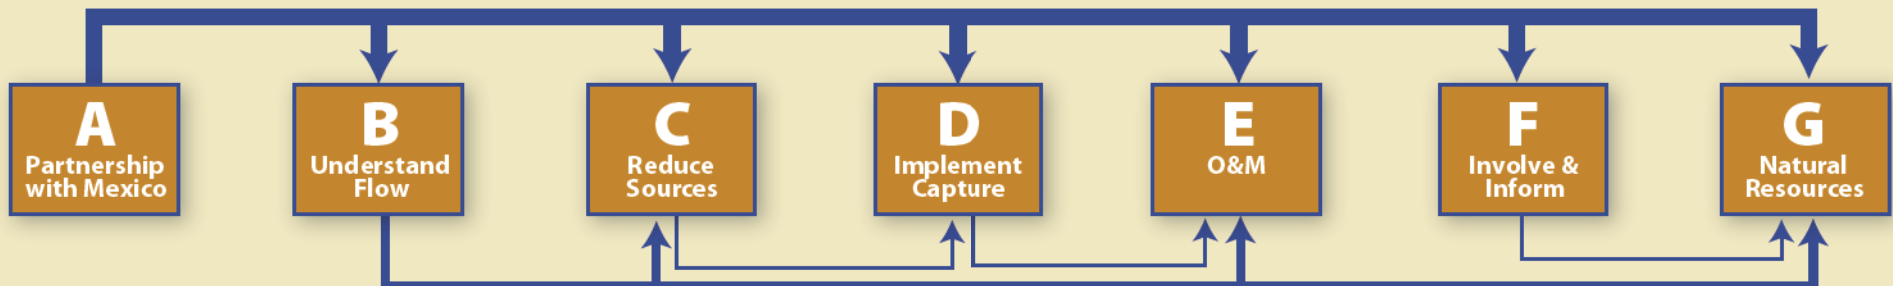 A
Partnership
with Mexico
B
Understand
Flow
C
Reduce
Sources
D
Implement
Capture
E
O&M
F
Involve &
Inform
G
Natural
Resources